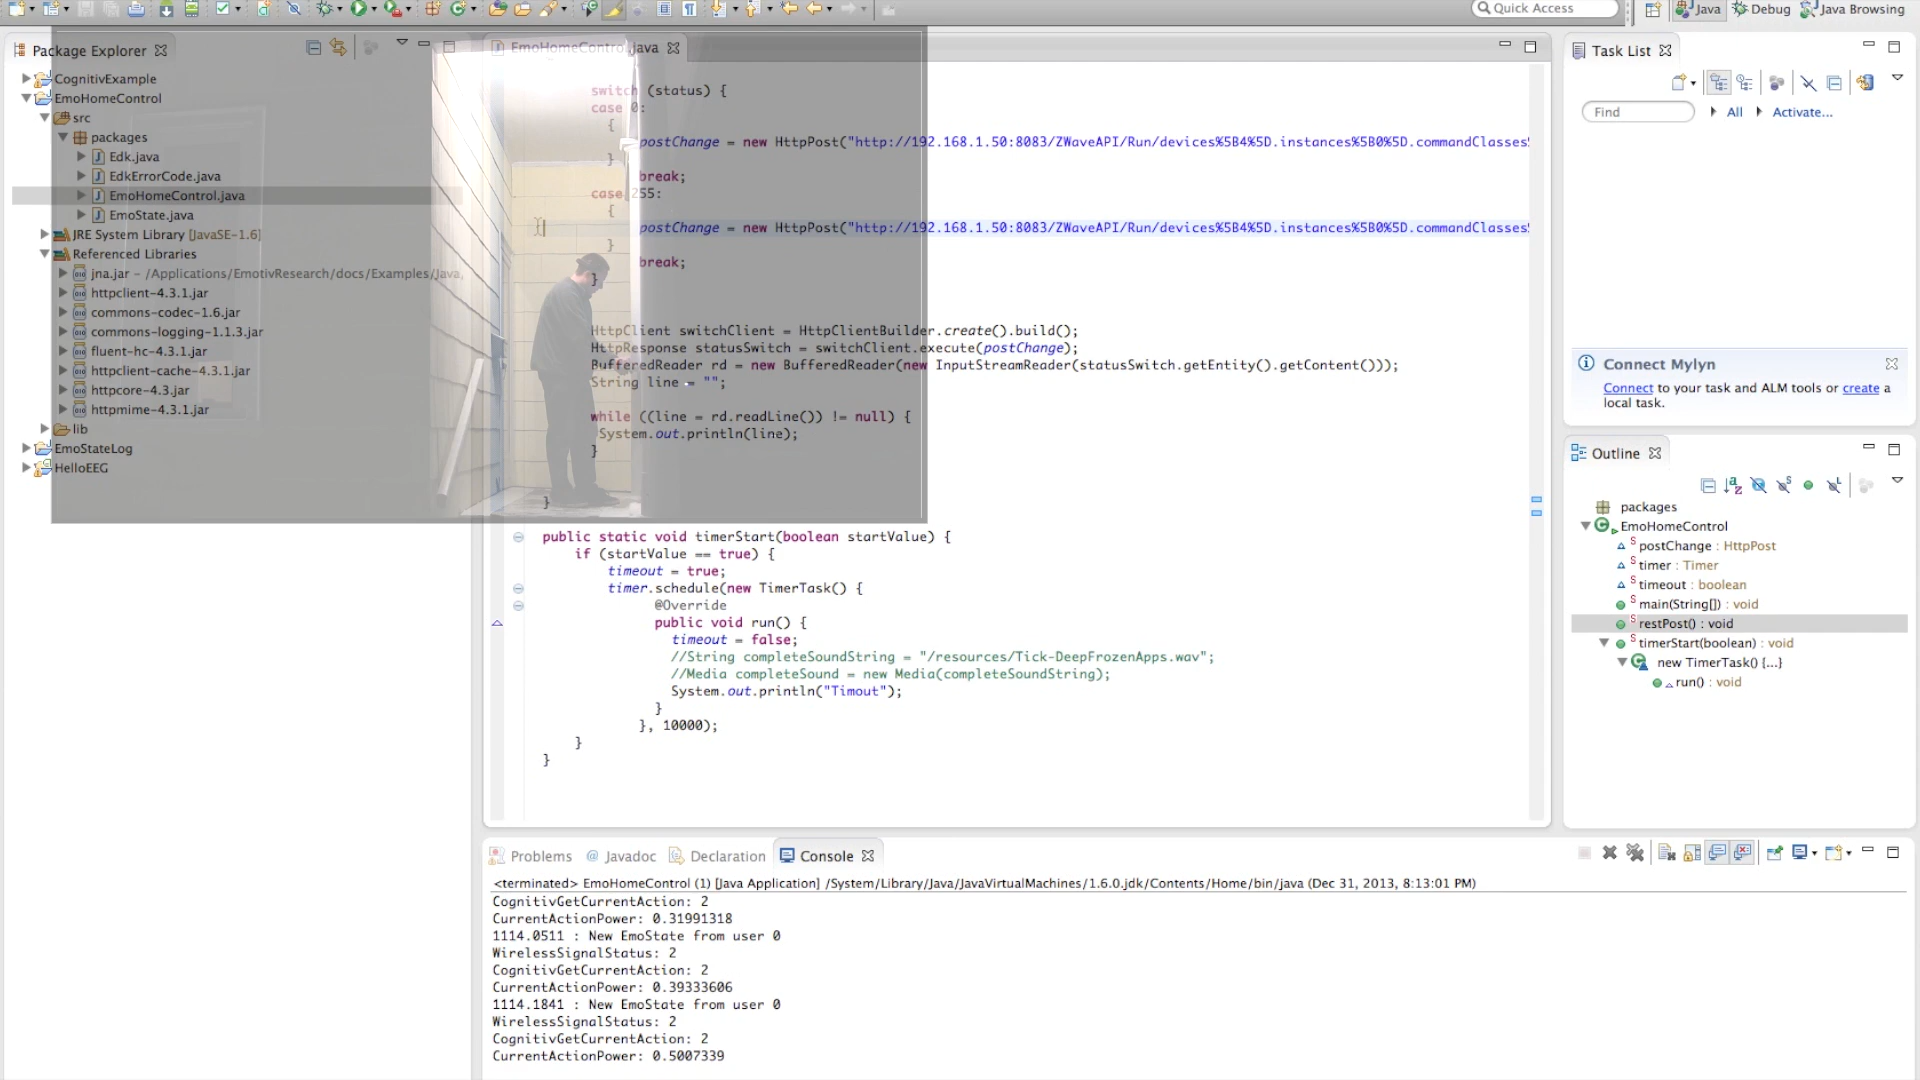 Quick Access
Java
Debug
Java Browsing
Package Explorer
CognitivExample
EmoHomeControl
src
packages
Edk.java
EdkErrorCode.java
EmoHomeControl.java
EmoState.java
JRE System Library [JavaSE-1.6]
Referenced Libraries
jna.jar - /Applications/EmotivResearch/docs/Examples/Java,
httpclient-4.3.1.jar
commons-codec-1.6.jar
commons-logging-1.1.3.jar
fluent-hc-4.3.1.jar
httpclient-cache-4.3.1.jar
httpcore-4.3.jar
httpmime-4.3.1.jar
lib
EmoStateLog
HelloEEG
EmoHomeControl.java
switch (status) {
case 0:
{
postChange = new HttpPost("http://192.168.1.50:8083/ZWaveAPI/Run/devices%5B4%5D.instances%5B0%5D.commandClasses%
}
break;
case 255:
{
postChange = new HttpPost("http://192.168.1.50:8083/ZWaveAPI/Run/devices%5B4%5D.instances%5B0%5D.commandClasses%
}
break;
}
HttpClient switchClient = HttpClientBuilder.create().build();
HttpResponse statusSwitch = switchClient.execute(postChange);
BufferedReader rd = new BufferedReader(new InputStreamReader(statusSwitch.getEntity().getContent()));
String line = "";
while ((line = rd.readLine()) != null) {
System.out.println(line);
}
}
public static void timerStart(boolean startValue) {
if (startValue == true) {
timeout = true;
timer.schedule(new TimerTask() {
@Override
public void run() {
timeout = false;
//String completeSoundString = "/resources/Tick-DeepFrozenApps.wav";
//Media completeSound = new Media(completeSoundString);
System.out.println("Timout");
}
}, 10000);
}
}
Task List
Find
All
Activate...
Connect Mylyn
Connect to your task and ALM tools or create a
local task.
Outline
packages
EmoHomeControl
postChange : HttpPost
timer : Timer
timeout : boolean
main(String[]) : void
restPost() : void
timerStart(boolean) : void
new TimerTask() {...}
run() : void
Problems
@ Javadoc
Declaration
Console
<terminated> EmoHomeControl (1) [Java Application] /System/Library/Java/JavaVirtualMachines/1.6.0.jdk/Contents/Home/bin/java (Dec 31, 2013, 8:13:01 PM)
CognitivGetCurrentAction: 2
CurrentActionPower: 0.31991318
1114.0511 : New EmoState from user 0
WirelessSignalStatus: 2
CognitivGetCurrentAction: 2
CurrentActionPower: 0.39333606
1114.1841 : New EmoState from user 0
WirelessSignalStatus: 2
CognitivGetCurrentAction: 2
CurrentActionPower: 0.5007339